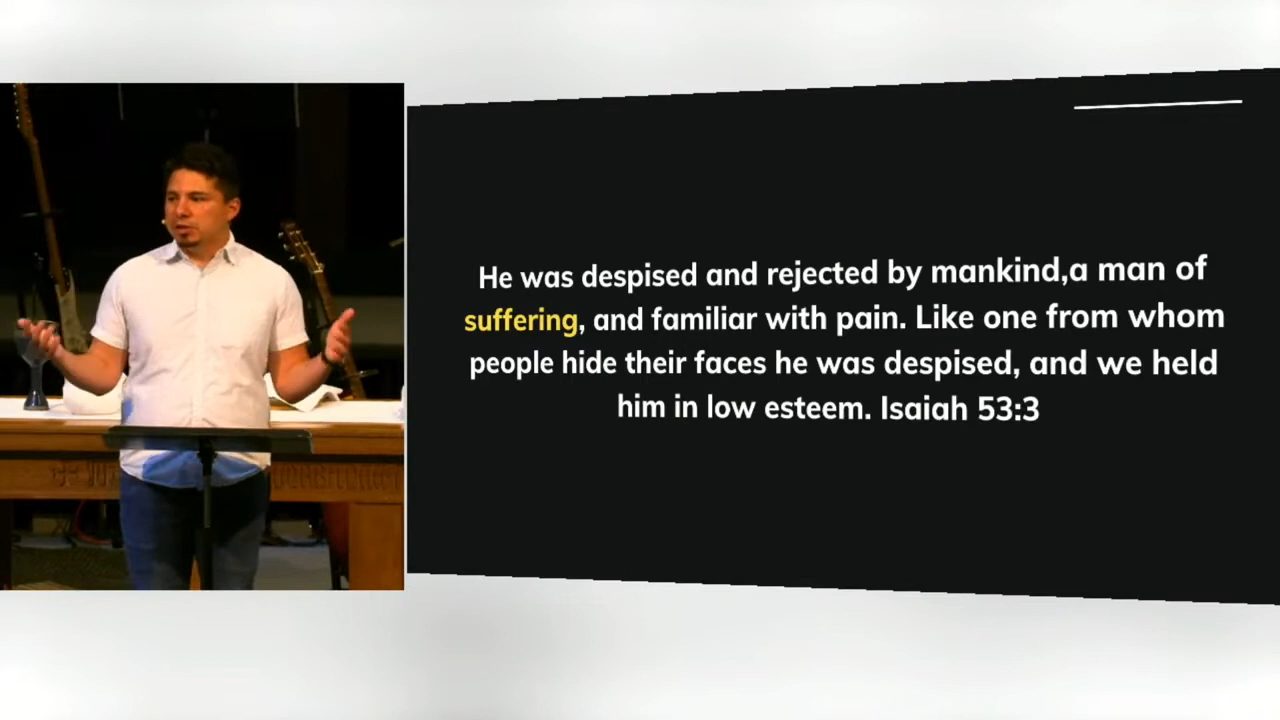 He was despised and rejected by mankind,a man of
suffering, and familiar with pain. Like one from whom
people hide their faces he was despised, and we held
him in low esteem. Isaiah 53:3